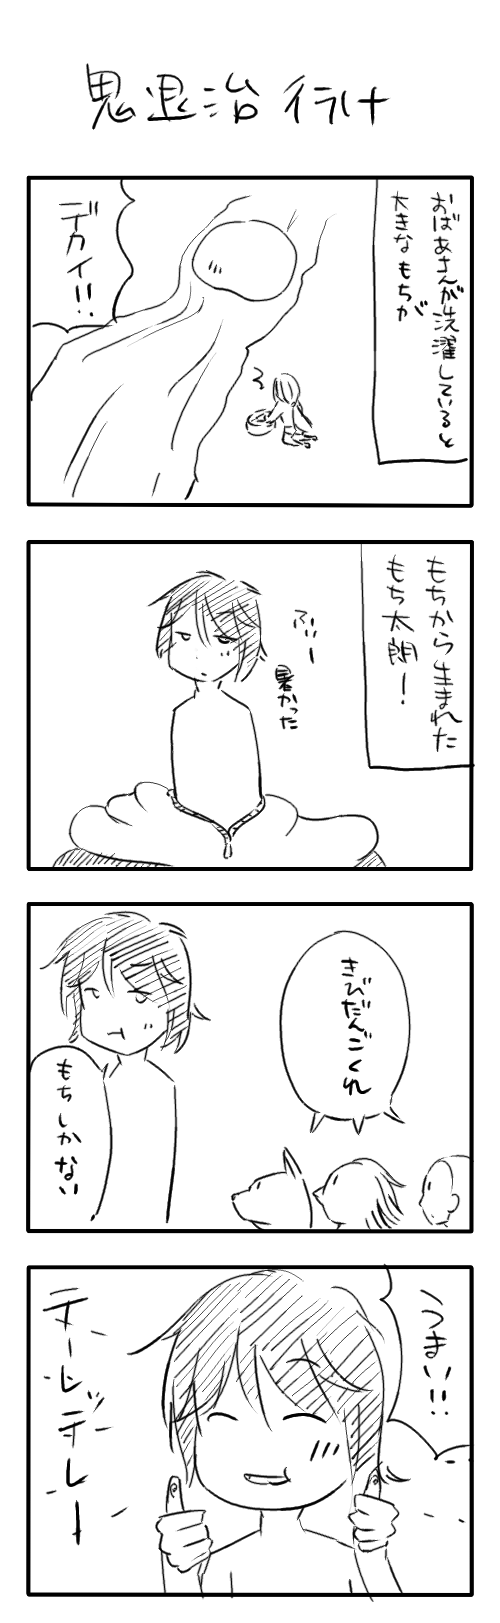 鬼退治行け
おばあさんが洗濯していると
大きなもちが
デカイ!!
もちから生まれた
もち太朗!
ふぃー
暑かった
きびだんごくれ
もちしかない
うまい!!
テーレッテレー